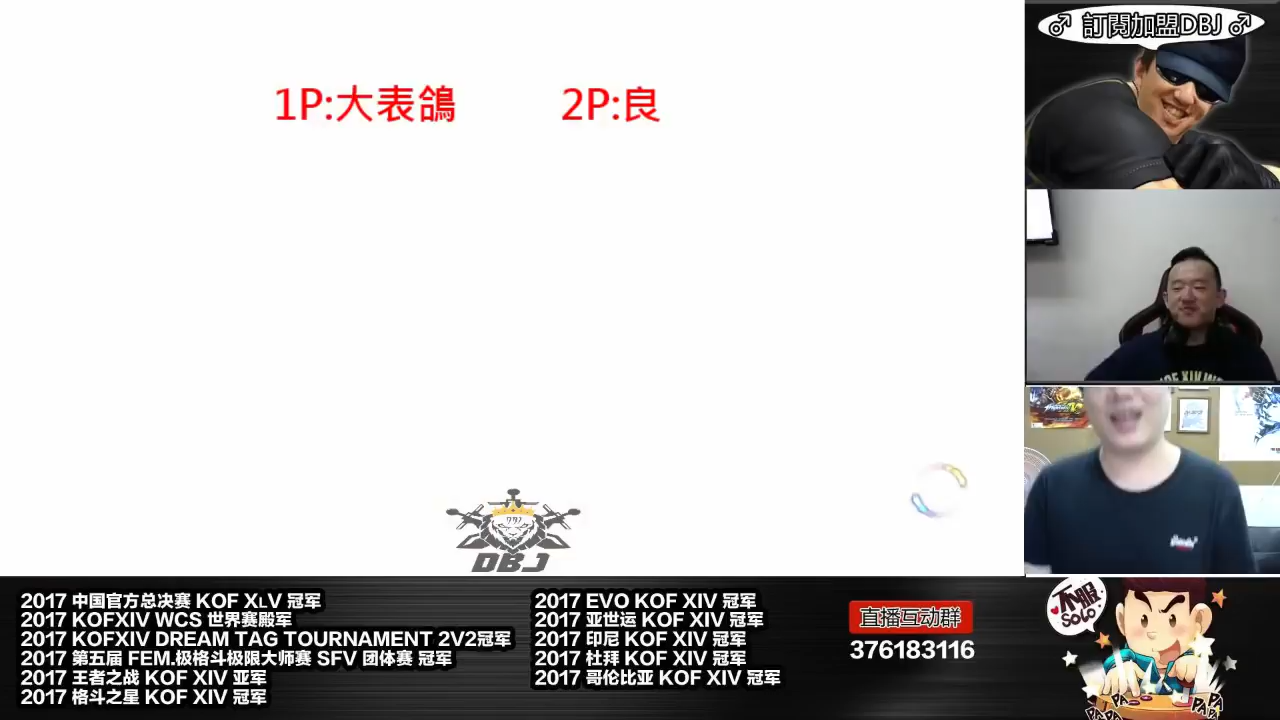 1P:大表鴿
2P:良
♂ 訂閱加盟DBJ ♂
DBJ
2017 中国官方总决赛 KOF XLV 冠军
2017 KOFXIV WCS 世界赛殿军
2017 KOFXIV DREAM TAG TOURNAMENT 2V2冠军
2017 第五届 FEM.极格斗极限大师赛 SFV 团体赛 冠军
2017 王者之战 KOF XIV 亚军
2017 格斗之星 KOF XIV 冠军
2017 EVO KOF XIV 冠军
2017 亚世运 KOF XIV 冠军
2017 印尼 KOF XIV 冠军
2017 杜拜 KOF XIV 冠军
2017 哥伦比亚 KOF XIV 冠军
直播互动群
376183116
不服
SOLO
PA
PA
PA
PA